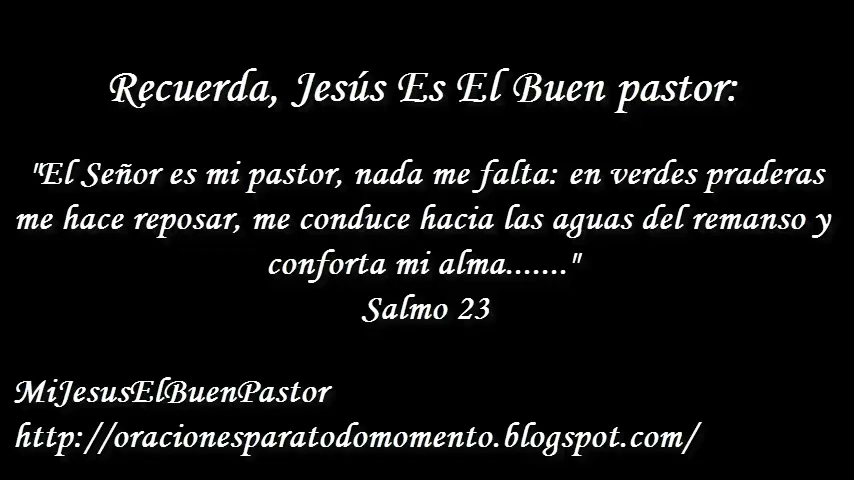 Recuerda, Jesús Es El Buen pastor:
"El Señor es mi pastor, nada me falta: en verdes praderas
me hace reposar, me conduce hacia las aguas del remanso y
conforta mi alma......."
Salmo 23
MiJesusElBuenPastor
http://oracionesparatodomomento.blogspot.com/